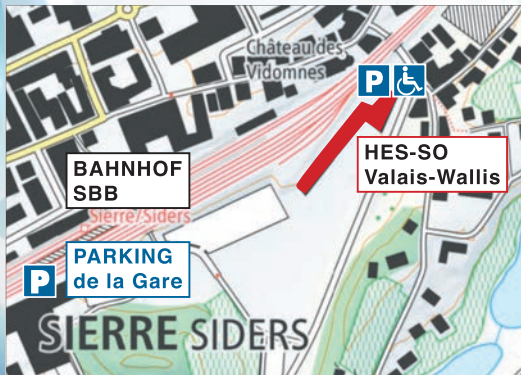 Château des
Vidomnes
P
HES-SO
Valais-Wallis
BAHNHOF
SBB
Sierre/Siders
P
PARKING
de la Gare
SIERRE SIDERS